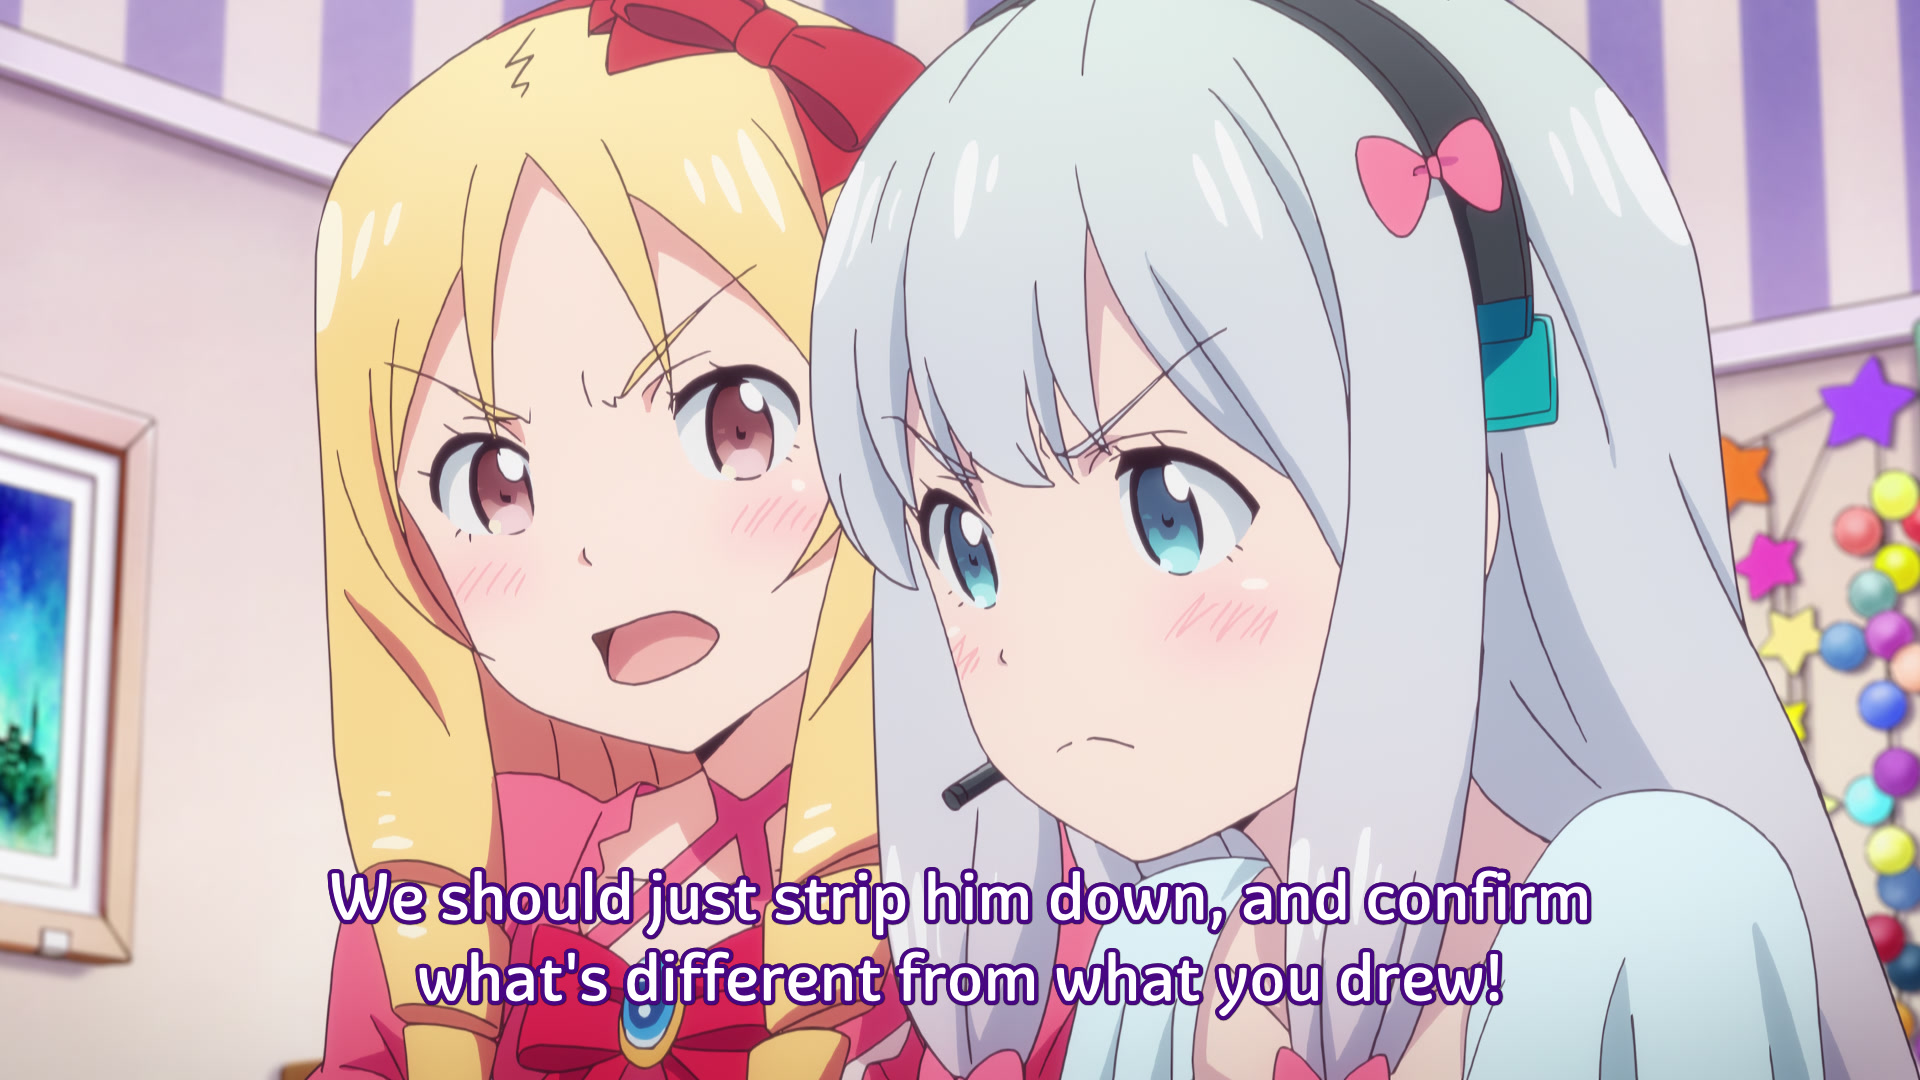 We should just strip him down, and confirm
what's different from what you drew!